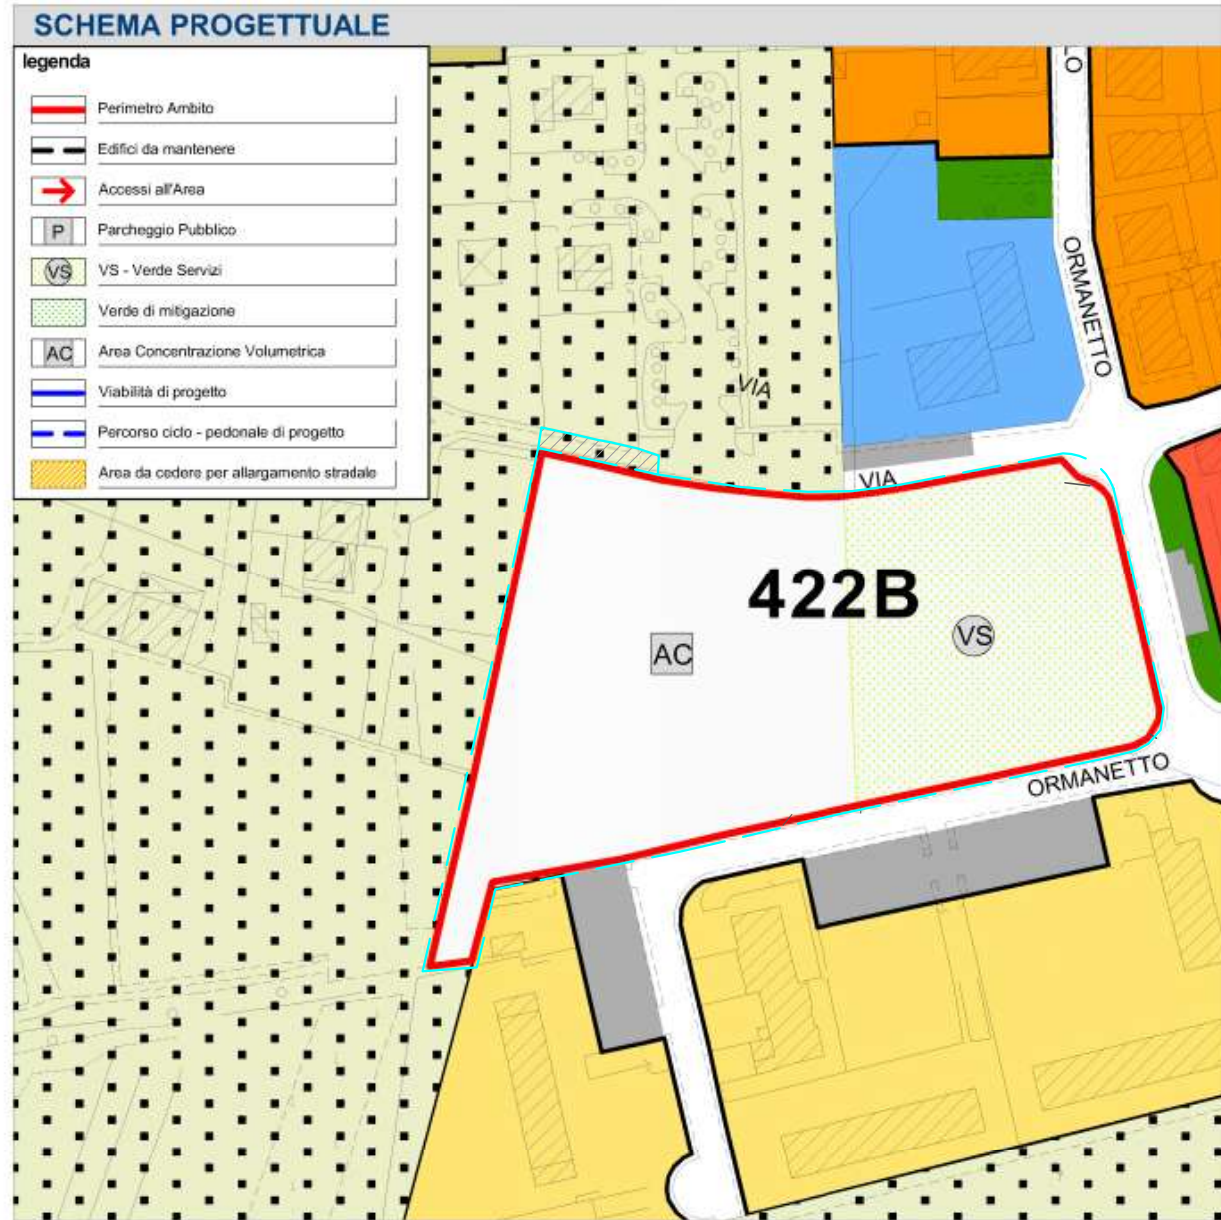 SCHEMA PROGETTUALE
legenda
Perimetro Ambito
Edifici da mantenere
Accessi all'Area
P Parcheggio Pubblico
VS VS - Verde Servizi
Verde di mitigazione
AC Area Concentrazione Volumetrica
Viabilità di progetto
Percorso ciclo - pedonale di progetto
Area da cedere per allargamento stradale
LO
ORMANETTO
VIA
VIA
422B
AC
VS
ORMANETTO